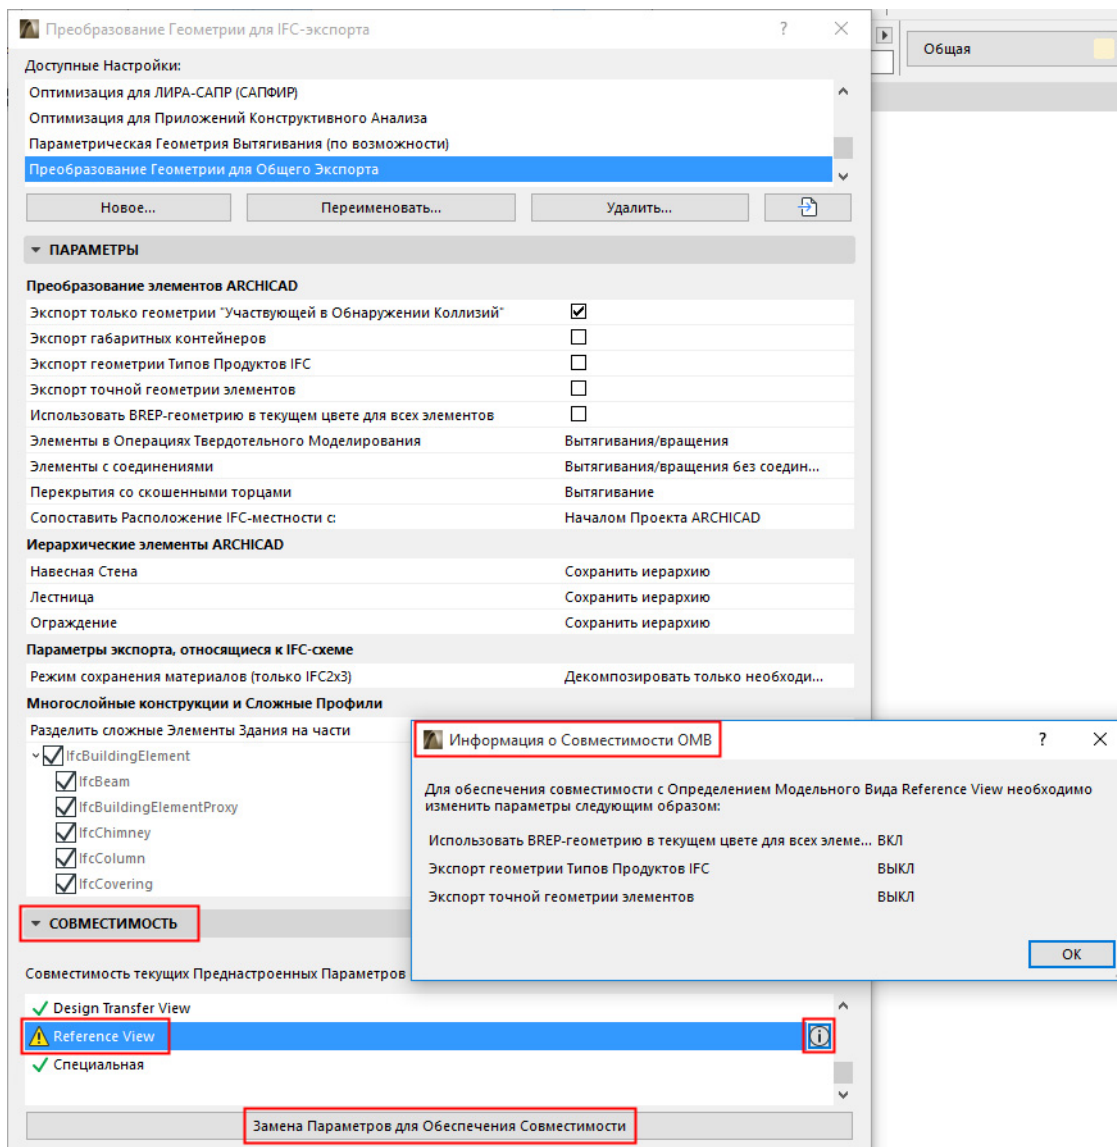 Преобразование Геометрии для IFC-экспорта
?
Общая
Доступные Настройки:
Оптимизация для ЛИРА-САПР (САПФИР)
Оптимизация для Приложений Конструктивного Анализа
Параметрическая Геометрия Вытягивания (по возможности)
Преобразование Геометрии для Общего Экспорта
Новое... Переименовать... Удалить...
ПАРАМЕТРЫ
Преобразование элементов ARCHICAD
Экспорт только геометрии "Участвующей в Обнаружении Коллизий"
Экспорт габаритных контейнеров
Экспорт геометрии Типов Продуктов IFC
Экспорт точной геометрии элементов
Использовать BREP-геометрию в текущем цвете для всех элементов
Элементы в Операциях Твердотельного Моделирования Вытягивания/вращения
Элементы с соединениями Вытягивания/вращения без соедин...
Перекрытия со скошенными торцами Вытягивание
Сопоставить Расположение IFC-местности с: Началом Проекта ARCHICAD
Иерархические элементы ARCHICAD
Навесная Стена Сохранить иерархию
Лестница Сохранить иерархию
Ограждение Сохранить иерархию
Параметры экспорта, относящиеся к IFC-схеме
Режим сохранения материалов (только IFC2x3) Декомпозировать только необходи...
Многослойные конструкции и Сложные Профили
Разделить сложные Элементы Здания на части
IfcBuildingElement
IfcBeam
IfcBuildingElementProxy
IfcChimney
IfcColumn
IfcCovering
Информация о Совместимости ОМВ
?
Для обеспечения совместимости с Определением Модельного Вида Reference View необходимо
изменить параметры следующим образом:
Использовать BREP-геометрию в текущем цвете для всех элеме... ВКЛ
Экспорт геометрии Типов Продуктов IFC ВЫКЛ
Экспорт точной геометрии элементов ВЫКЛ
OK
СОВМЕСТИМОСТЬ
Совместимость текущих Преднастроенных Параметров
Design Transfer View
Reference View
Специальная
Замена Параметров для Обеспечения Совместимости